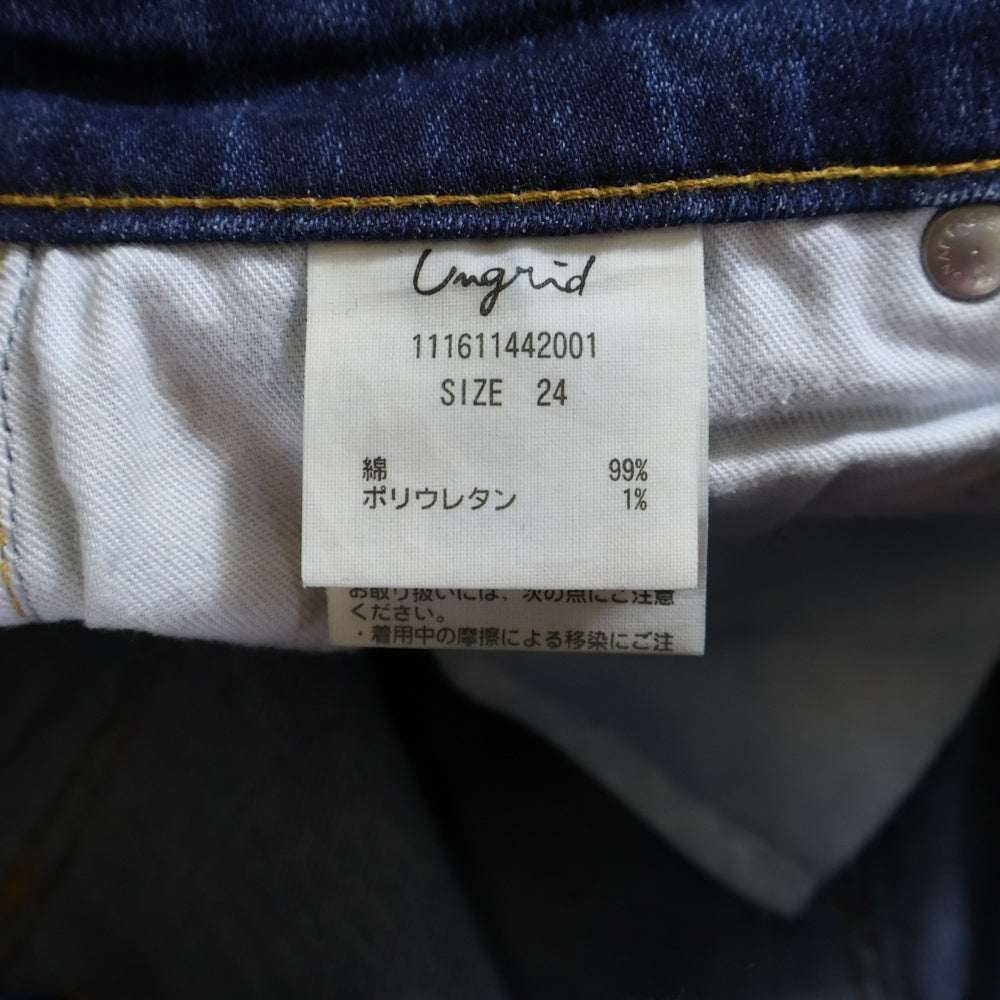 Ungrid
111611442001
SIZE 24
綿 99%
ポリウレタン 1%
お取り扱いには、次の点にご注意
ください。
・着用中の摩擦による移染にご注